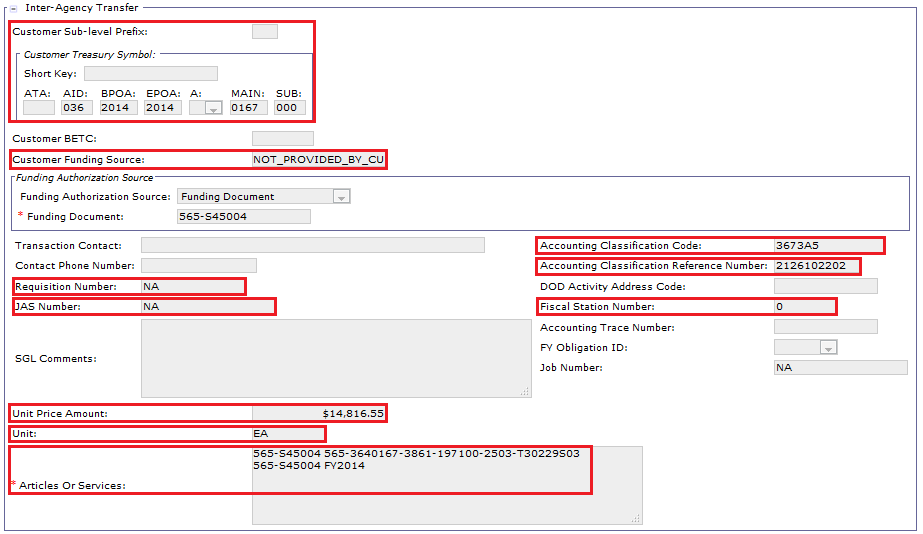 Inter-Agency Transfer
Customer Sub-level Prefix:
Customer Treasury Symbol:
Short Key:
ATA: AID: BPOA: EPOA: A: MAIN: SUB:
036 2014 2014 0167 000
Customer BETC:
Customer Funding Source: NOT_PROVIDED_BY_CU
Funding Authorization Source
Funding Authorization Source: Funding Document
* Funding Document: 565-S45004
Transaction Contact: Accounting Classification Code: 3673A5
Contact Phone Number: Accounting Classification Reference Number: 2126102202
Requisition Number: NA DOD Activity Address Code:
JAS Number: NA Fiscal Station Number: 0
Accounting Trace Number:
FY Obligation ID:
SGL Comments:
Job Number: NA
Unit Price Amount: $14,816.55
Unit: EA
565-S45004 565-3640167-3861-197100-2503-T30229S03
565-S45004 FY2014
* Articles Or Services: